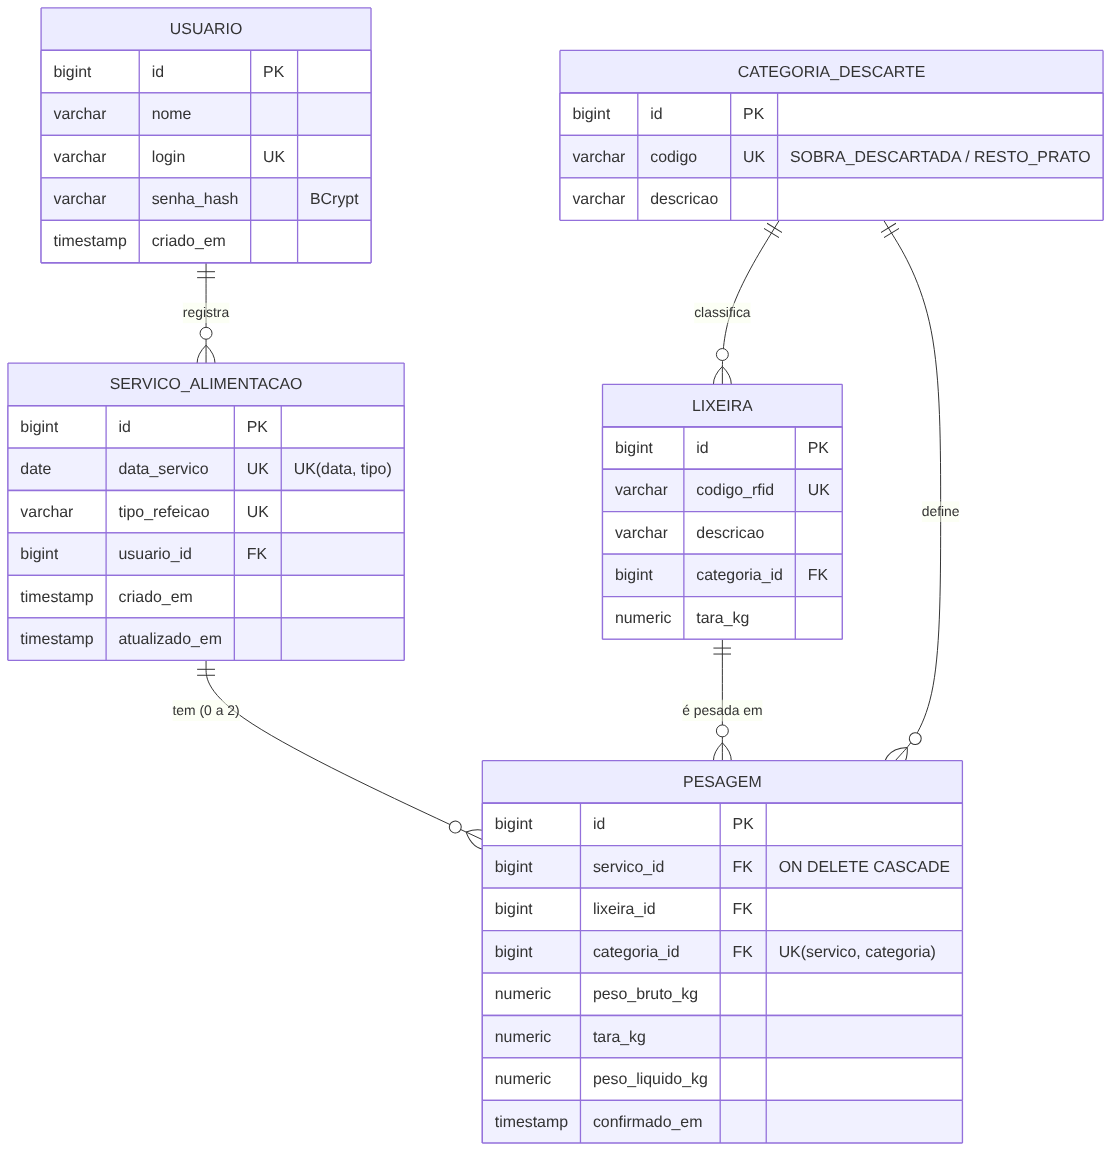 USUARIO
bigint id PK
varchar nome
varchar login UK
varchar senha_hash BCrypt
timestamp criado_em
CATEGORIA_DESCARTE
bigint id PK
varchar codigo UK SOBRA_DESCARTADA / RESTO_PRATO
varchar descricao
registra
classifica
SERVICO_ALIMENTACAO
bigint id PK
date data_servico UK UK(data, tipo)
varchar tipo_refeicao UK
bigint usuario_id FK
timestamp criado_em
timestamp atualizado_em
LIXEIRA
bigint id PK
varchar codigo_rfid UK
varchar descricao
bigint categoria_id FK
numeric tara_kg
define
tem (0 a 2)
é pesada em
PESAGEM
bigint id PK
bigint servico_id FK ON DELETE CASCADE
bigint lixeira_id FK
bigint categoria_id FK UK(servico, categoria)
numeric peso_bruto_kg
numeric tara_kg
numeric peso_liquido_kg
timestamp confirmado_em